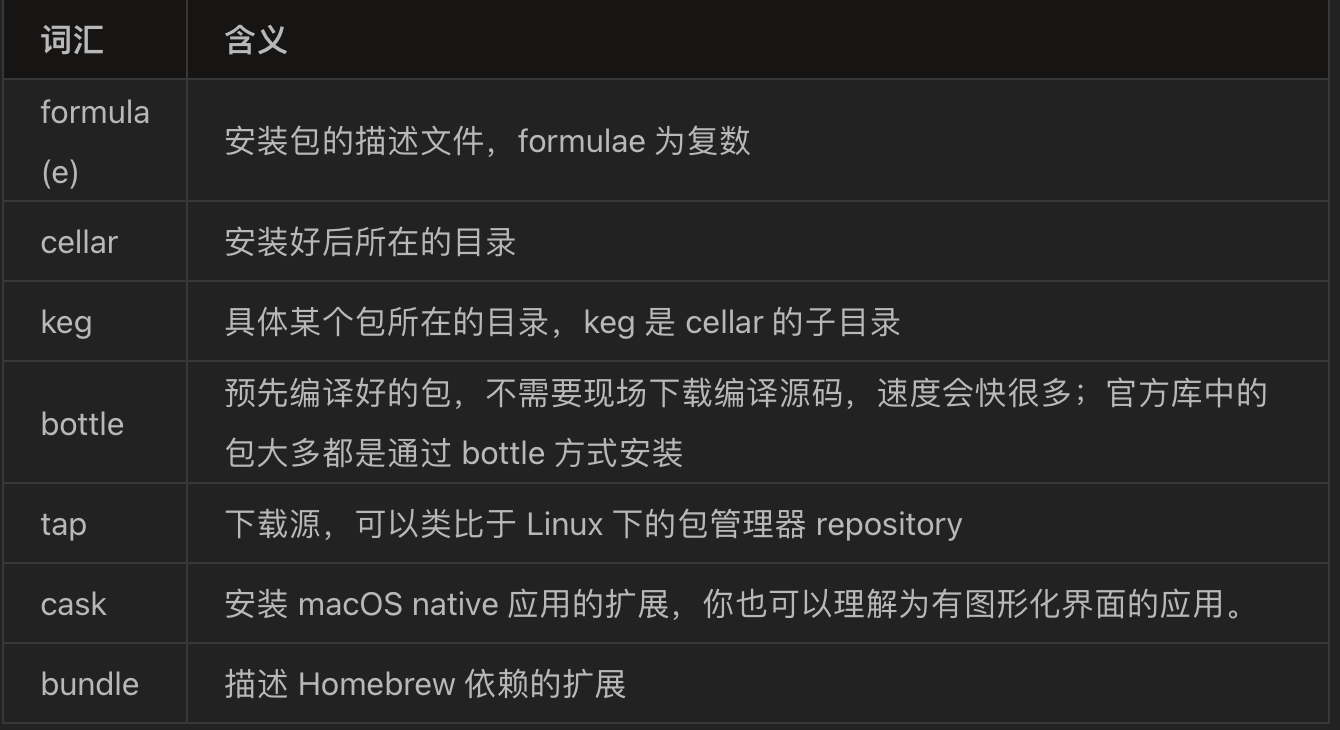 词汇
含义
formula
(e)
安装包的描述文件，formulae 为复数
cellar
安装好后所在的目录
keg
具体某个包所在的目录，keg 是 cellar 的子目录
bottle
预先编译好的包，不需要现场下载编译源码，速度会快很多；官方库中的
包大多都是通过 bottle 方式安装
tap
下载源，可以类比于 Linux 下的包管理器 repository
cask
安装 macOS native 应用的扩展，你也可以理解为有图形化界面的应用。
bundle
描述 Homebrew 依赖的扩展